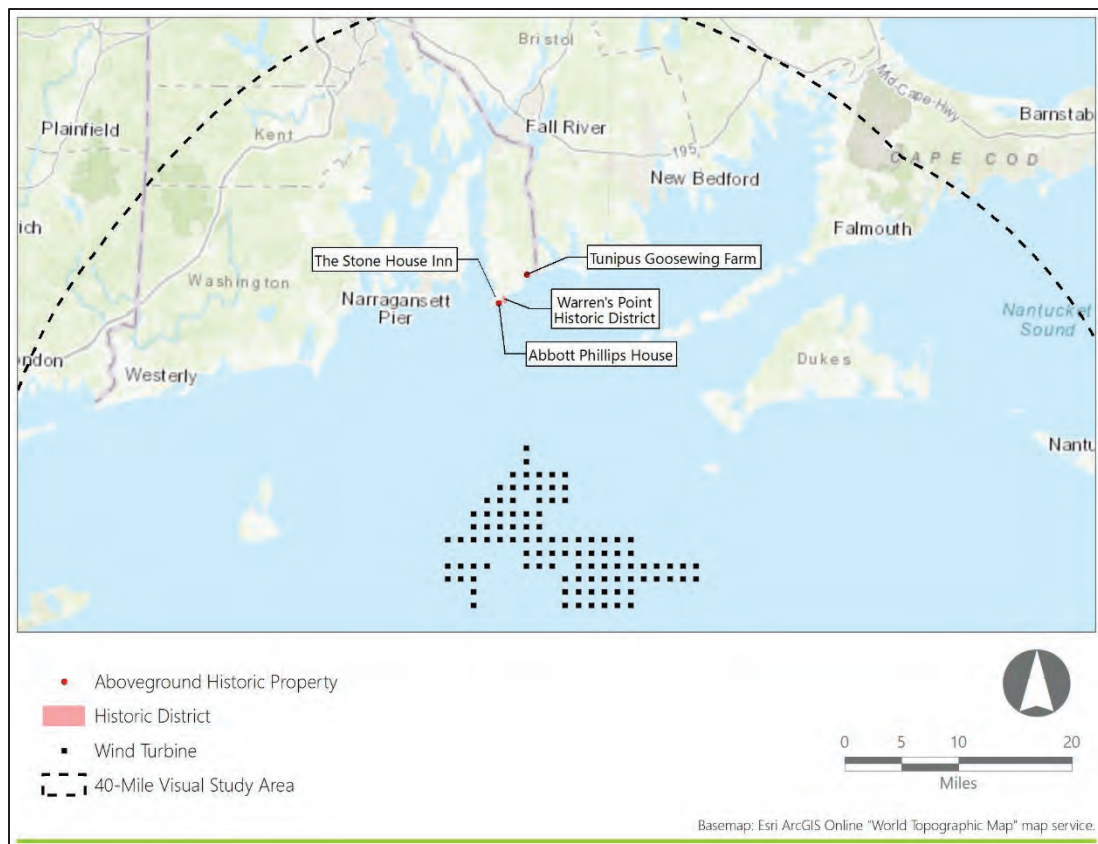 Bristol
Mid-Cape-Hwy
Barnstab
Plainfield
Kent
Fall River
195
CAPE COD
New Bedford
ich
Falmouth
The Stone House Inn
Tunipus Goosewing Farm
Washington
Narragansett
Pier
Warren's Point
Historic District
Nantucket
Sound
Abbott Phillips House
ondon
Westerly
Dukes
Nantu
Aboveground Historic Property
Historic District
Wind Turbine
40-Mile Visual Study Area
0 5 10 20
Miles
Basemap: Esri ArcGIS Online "World Topographic Map" map service.